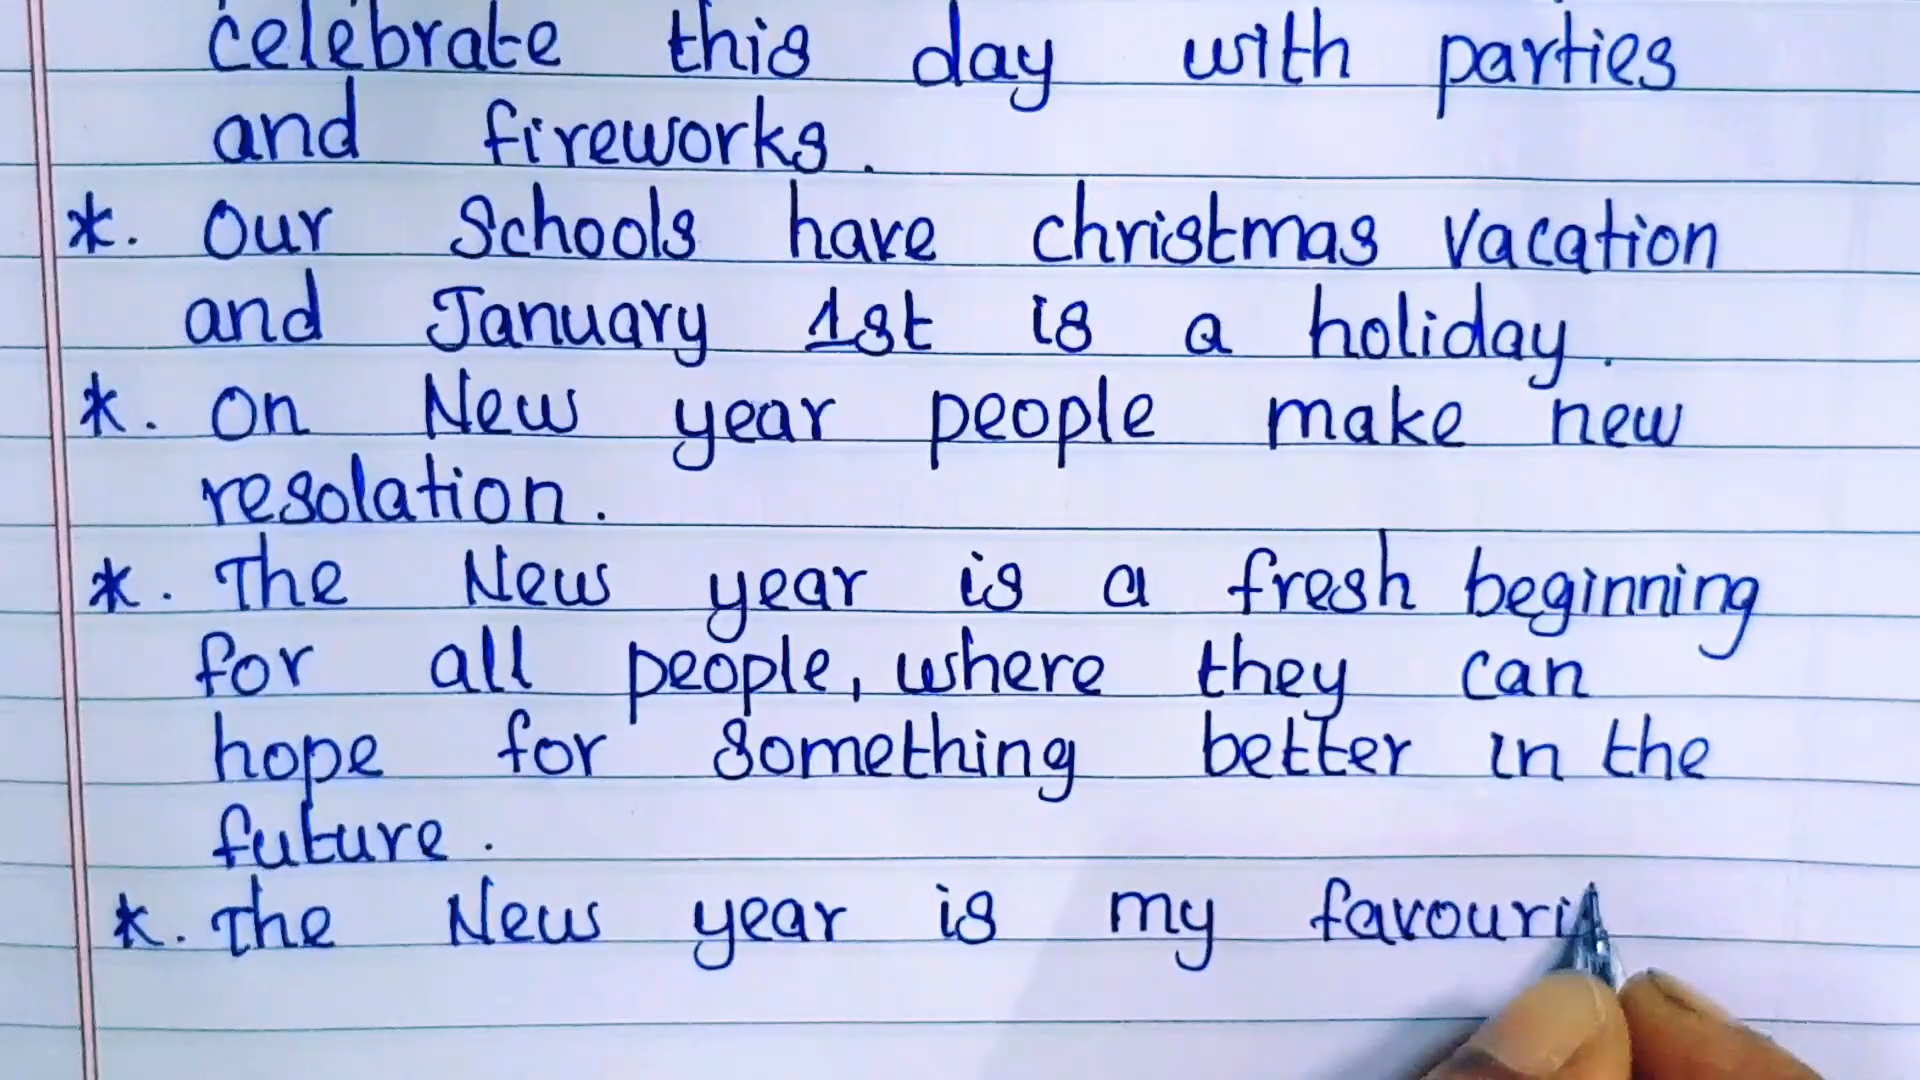 celebrate this day with parties
and fireworks.
*. Our Schools have christmas vacation
and January 1st is a holiday.
*. On New year people make new
resolation.
*. The New year is a fresh beginning
for all people, where they can
hope for something better in the
future.
*. The New year is my favouri